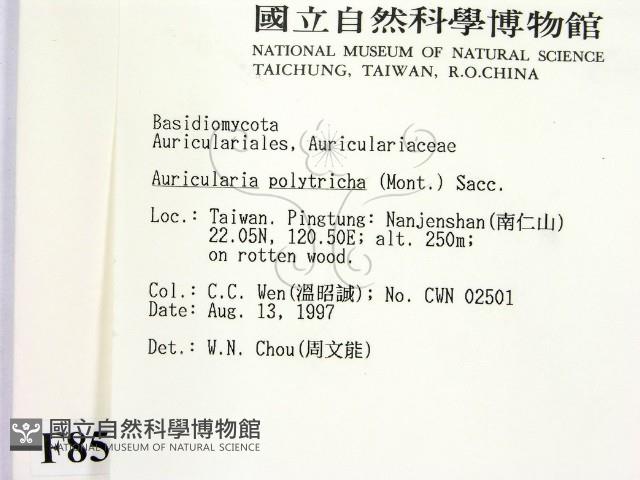 國立自然科學博物館
NATIONAL MUSEUM OF NATURAL SCIENCE
TAICHUNG, TAIWAN, R.O.CHINA
Basidiomycota
Auriculariales, Auriculariaceae
Auricularia polytricha (Mont.) Sacc.
Loc.: Taiwan. Pingtung: Nanjenshan(南仁山)
22.05N, 120.50E; alt. 250m;
on rotten wood.
Col.: C.C. Wen(溫昭誠); No. CWN 02501
Date: Aug. 13, 1997
Det.: W.N. Chou(周文能)
國立自然科學博物館
NATIONAL MUSEUM OF NATURAL SCIENCE
F85